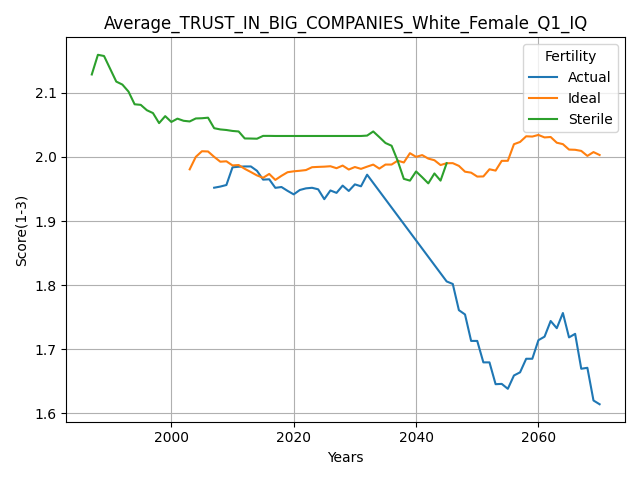 Average_TRUST_IN_BIG_COMPANIES_White_Female_Q1_IQ
Fertility
Actual
Ideal
Sterile
Score(1-3)
2.1
2.0
1.9
1.8
1.7
1.6
2000
2020
2040
2060
Years